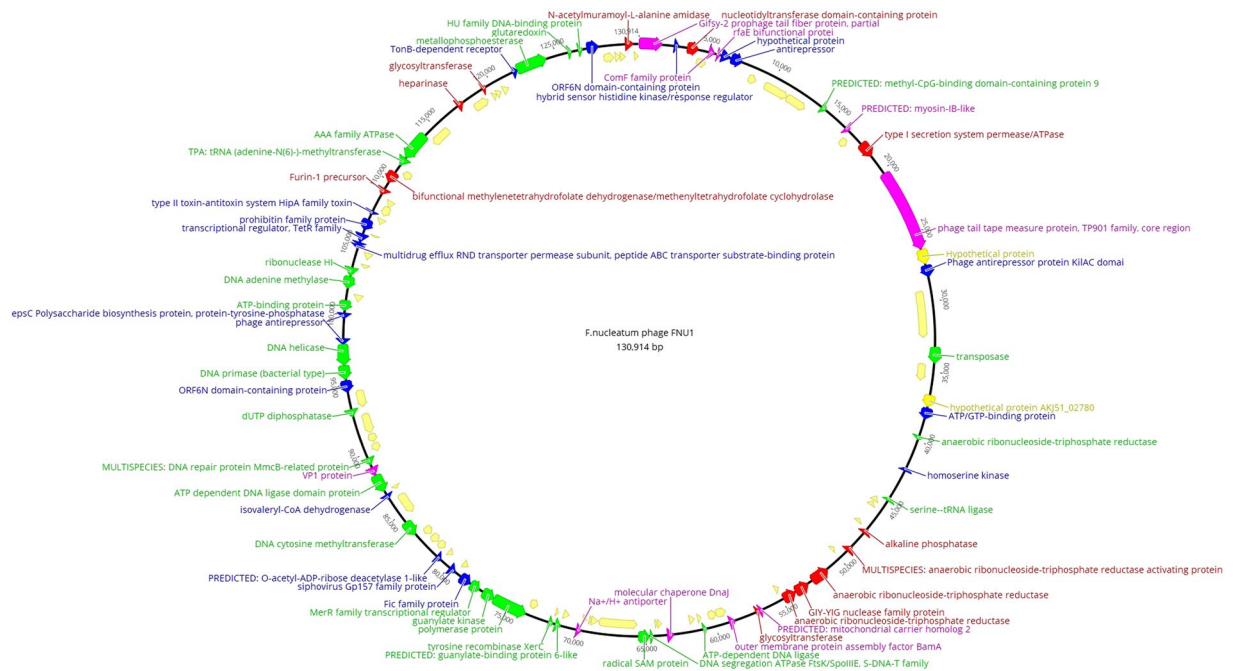 N-acetylmuramoyl-L-alanine amidase
nucleotidyltransferase domain-containing protein
Gifsy-2 prophage tail fiber protein, partial
rfaE bifunctional protei
hypothetical protein
antirepressor
ComF family protein
ORF6N domain-containing protein
hybrid sensor histidine kinase/response regulator
130,914
5,000
10,000
PREDICTED: methyl-CpG-binding domain-containing protein 9
15,000
PREDICTED: myosin-IB-like
type I secretion system permease/ATPase
20,000
25,000
phage tail tape measure protein, TP901 family, core region
Hypothetical protein
Phage antirepressor protein KilAC domai
30,000
transposase
35,000
hypothetical protein AKJ51_02780
ATP/GTP-binding protein
anaerobic ribonucleoside-triphosphate reductase
40,000
homoserine kinase
serine--tRNA ligase
45,000
alkaline phosphatase
MULTISPECIES: anaerobic ribonucleoside-triphosphate reductase activating protein
50,000
anaerobic ribonucleoside-triphosphate reductase
GIY-YIG nuclease family protein
anaerobic ribonucleoside-triphosphate reductase
55,000
PREDICTED: mitochondrial carrier homolog 2
glycosyltransferase
outer membrane protein assembly factor BamA
60,000
ATP-dependent DNA ligase
DNA segregation ATPase FtsK/SpoIIIE, S-DNA-T family
molecular chaperone DnaJ
65,000
radical SAM protein
Na+/H+ antiporter
70,000
PREDICTED: guanylate-binding protein 6-like
tyrosine recombinase XerC
75,000
polymerase protein
guanylate kinase
MerR family transcriptional regulator
Fic family protein
siphovirus Gp157 family protein
80,000
PREDICTED: O-acetyl-ADP-ribose deacetylase 1-like
DNA cytosine methyltransferase
85,000
isovaleryl-CoA dehydrogenase
ATP dependent DNA ligase domain protein
VP1 protein
MULTISPECIES: DNA repair protein MmcB-related protein
90,000
dUTP diphosphatase
ORF6N domain-containing protein
95,000
DNA primase (bacterial type)
DNA helicase
phage antirepressor
epsC Polysaccharide biosynthesis protein, protein-tyrosine-phosphatase
100,000
ATP-binding protein
DNA adenine methylase
ribonuclease HI
105,000
multidrug efflux RND transporter permease subunit, peptide ABC transporter substrate-binding protein
transcriptional regulator, TetR family
prohibitin family protein
type II toxin-antitoxin system HipA family toxin
Furin-1 precursor
bifunctional methylenetetrahydrofolate dehydrogenase/methenyltetrahydrofolate cyclohydrolase
TPA: tRNA (adenine-N(6)-)-methyltransferase
AAA family ATPase
115,000
heparinase
glycosyltransferase
TonB-dependent receptor
metallophosphoesterase
125,000
glutaredoxin
HU family DNA-binding protein
F.nucleatum phage FNU1
130,914 bp